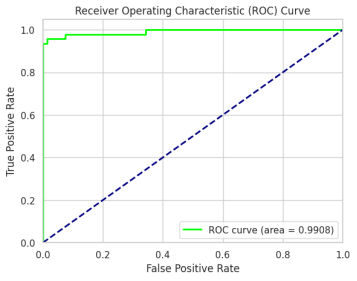 Receiver Operating Characteristic (ROC) Curve
1.0
0.8
0.6
0.4
0.2
0.0
True Positive Rate
ROC curve (area = 0.9908)
0.0 0.2 0.4 0.6 0.8 1.0
False Positive Rate